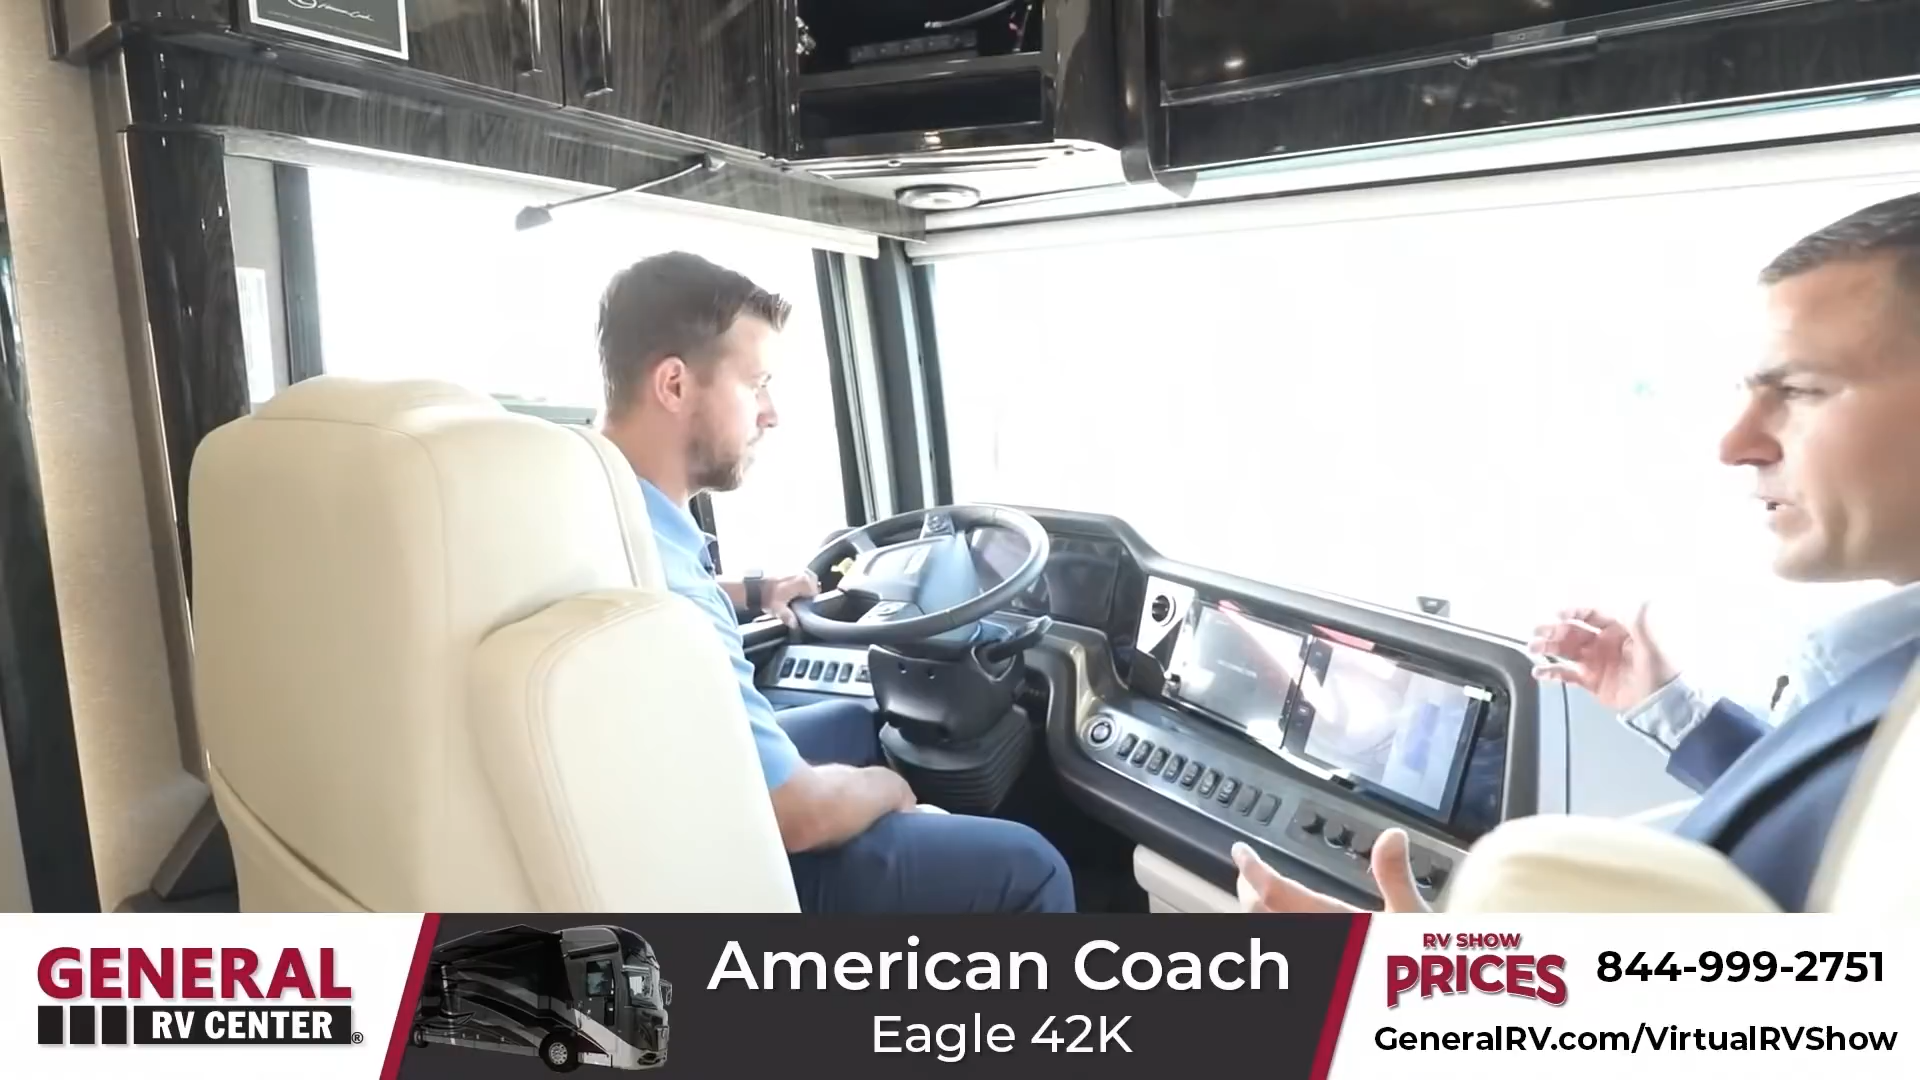 GENERAL
RV CENTER®
American Coach
Eagle 42K
RV SHOW
PRICES
844-999-2751
GeneralRV.com/VirtualRVShow